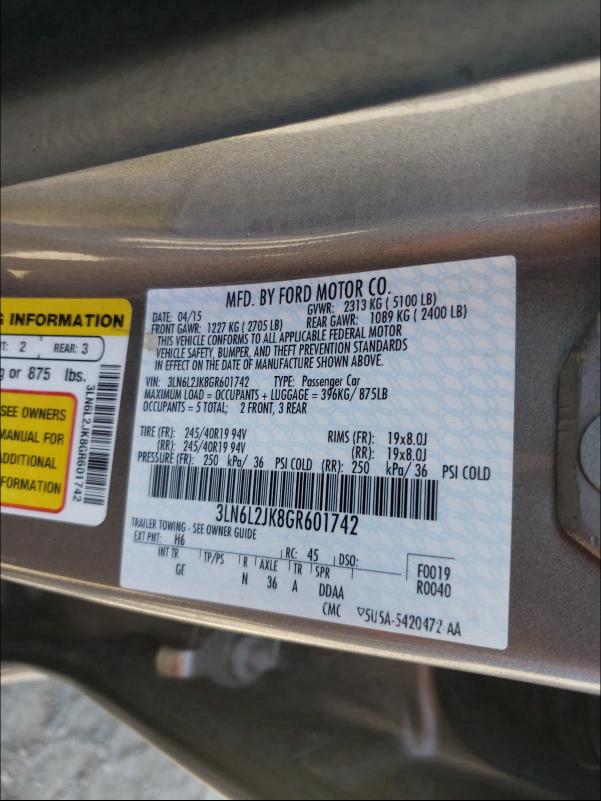 MFD. BY FORD MOTOR CO.
DATE: 04/15 GVWR: 2313 KG (5100 LB)
FRONT GAWR: 1227 KG (2705 LB) REAR GAWR: 1089 KG (2400 LB)
THIS VEHICLE CONFORMS TO ALL APPLICABLE FEDERAL MOTOR
VEHICLE SAFETY, BUMPER, AND THEFT PREVENTION STANDARDS
IN EFFECT ON THE DATE OF MANUFACTURE SHOWN ABOVE.
VIN: 3LN6L2JK8GR601742 TYPE: Passenger Car
MAXIMUM LOAD = OCCUPANTS + LUGGAGE = 396KG/875LB
OCCUPANTS = 5 TOTAL; 2 FRONT, 3 REAR
TIRE (FR): 245/40R19 94V RIMS (FR): 19x8.0J
(RR): 245/40R19 94V (RR): 19x8.0J
PRESSURE (FR): 250 kPa/36 PSI COLD (RR): 250 kPa/36 PSI COLD
3LN6L2JK8GR601742
TRAILER TOWING - SEE OWNER GUIDE
EXT PNT: H6 RC: 45 DSO:
INT TR TP/PS R AXLE TR SPR F0019
GE N 36 A DDAA R0040
CMC 5U5A-5420472-AA
INFORMATION
2 REAR: 3
or 875 lbs.
SEE OWNERS
MANUAL FOR
ADDITIONAL
INFORMATION
3LN6L2JK8GR601742